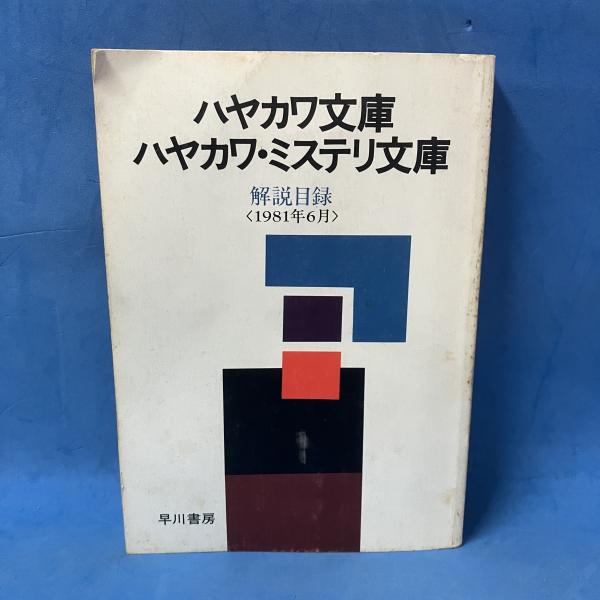 ハヤカワ文庫
ハヤカワ・ミステリ文庫
解説目録
〈1981年6月〉
早川書房